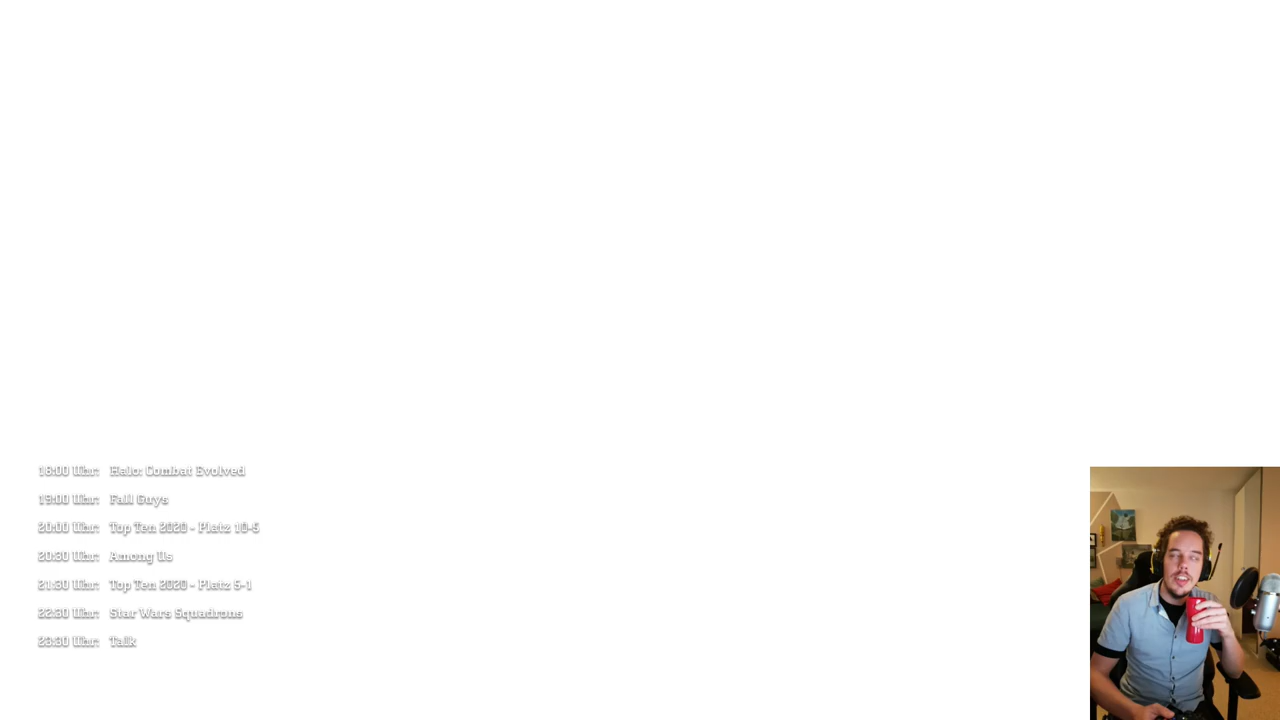 18:00 Uhr: Halo: Combat Evolved
19:00 Uhr: Fall Guys
20:00 Uhr: Top Ten 2020 - Platz 10-6
20:30 Uhr: Among Us
21:30 Uhr: Top Ten 2020 - Platz 5-1
22:30 Uhr: Star Wars Squadrons
23:30 Uhr: Talk